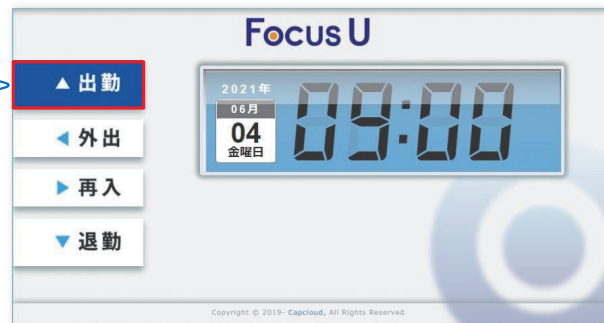 Focus U
▲ 出勤
◀ 外出
▶ 再入
▼ 退勤
2021年
06月
04
金曜日
09:00
Copyright © 2019- Capcloud, All Rights Reserved.